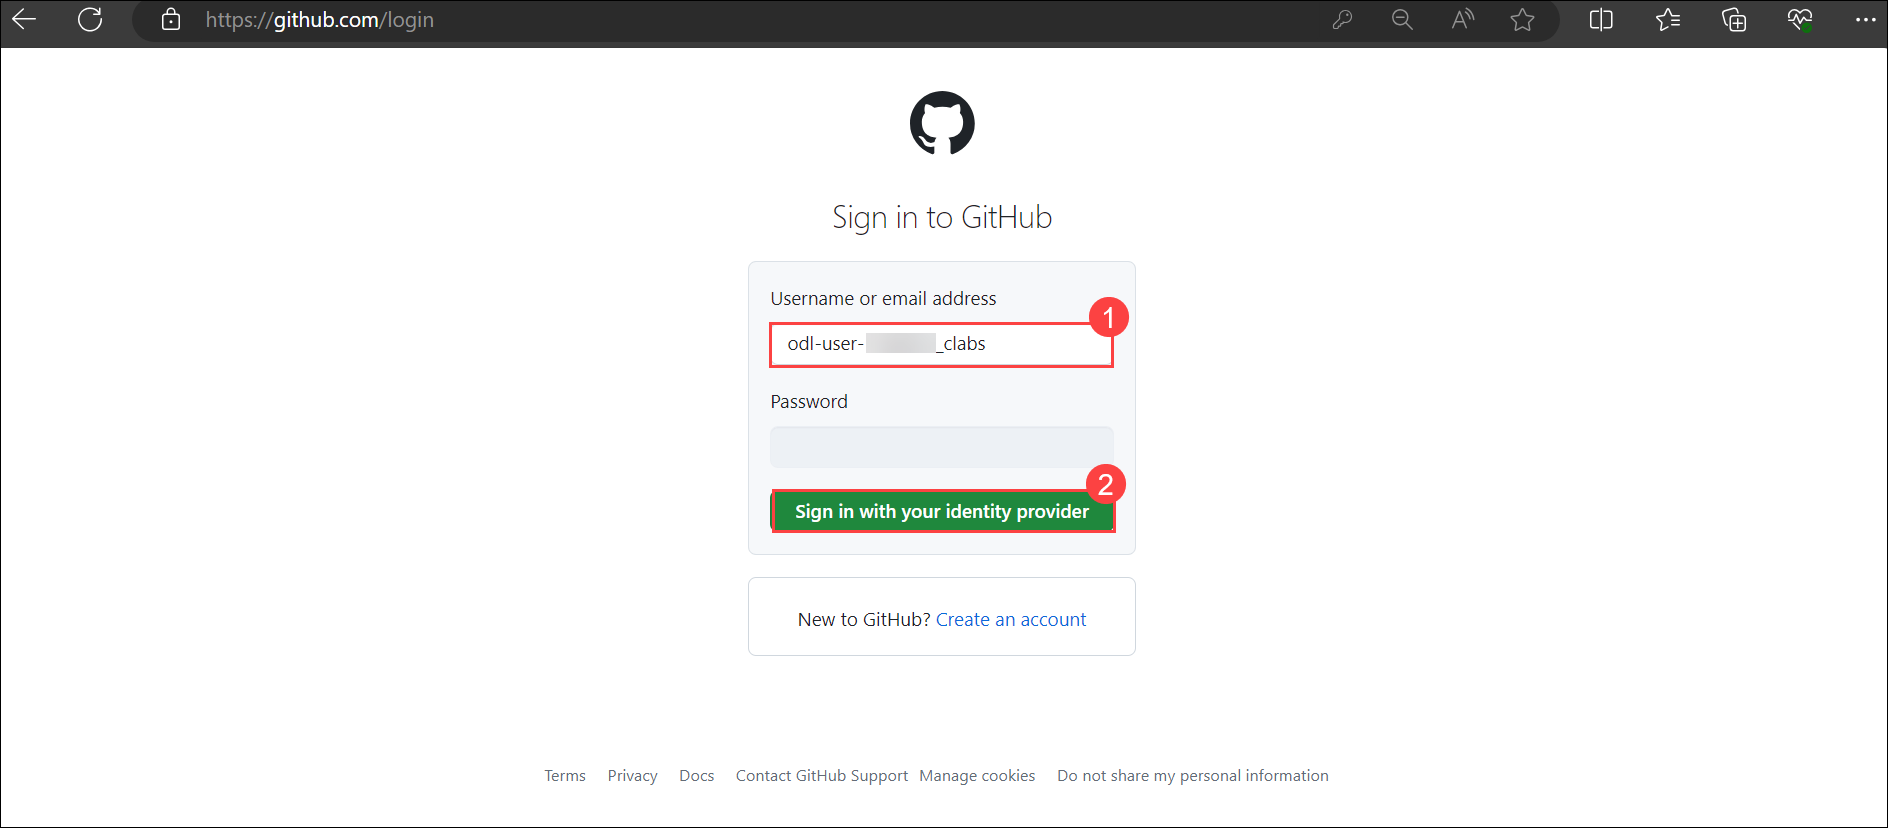 https://github.com/login
Sign in to GitHub
Username or email address
1
odl-user- _clabs
Password
2
Sign in with your identity provider
New to GitHub? Create an account
Terms Privacy Docs Contact GitHub Support Manage cookies Do not share my personal information